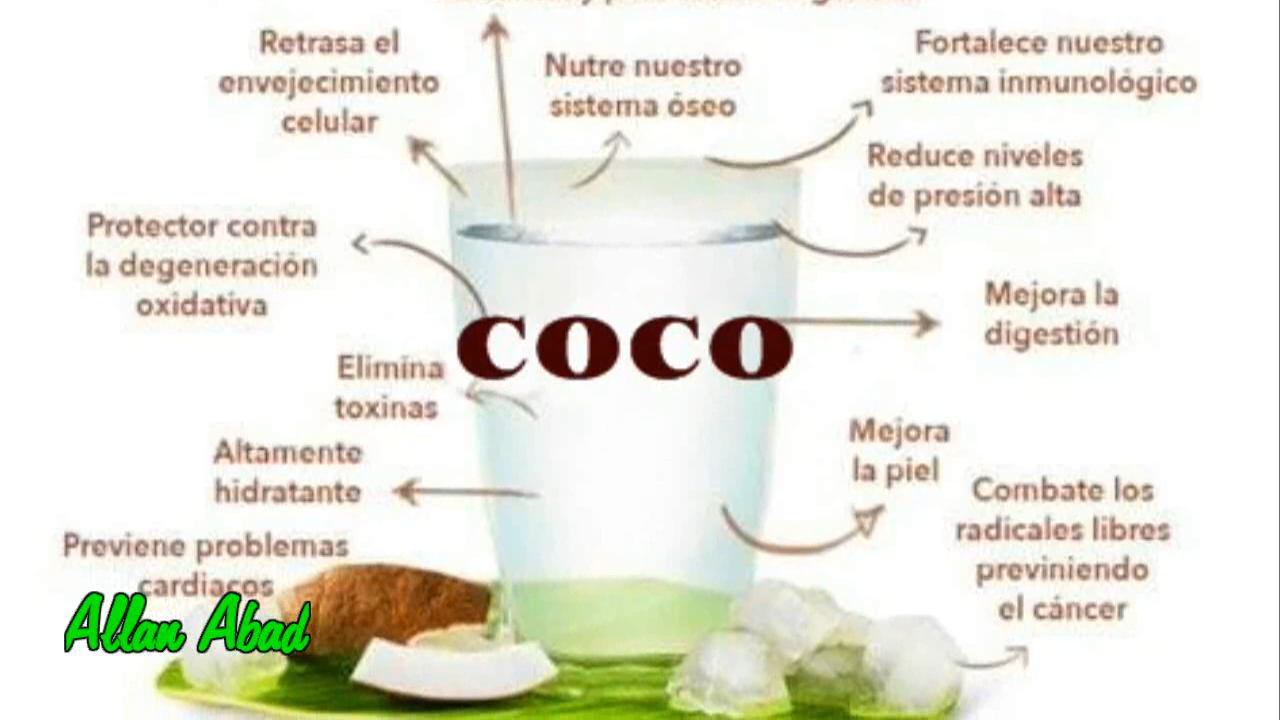 Retrasa el
envejecimiento
celular
Nutre nuestro
sistema óseo
Fortalece nuestro
sistema inmunológico
Reduce niveles
de presión alta
Protector contra
la degeneración
oxidativa
Mejora la
digestión
COCO
Elimina
toxinas
Altamente
hidratante
Mejora
la piel
Combate los
radicales libres
previniendo
el cáncer
Previene problemas
cardiacos
Allan Abad